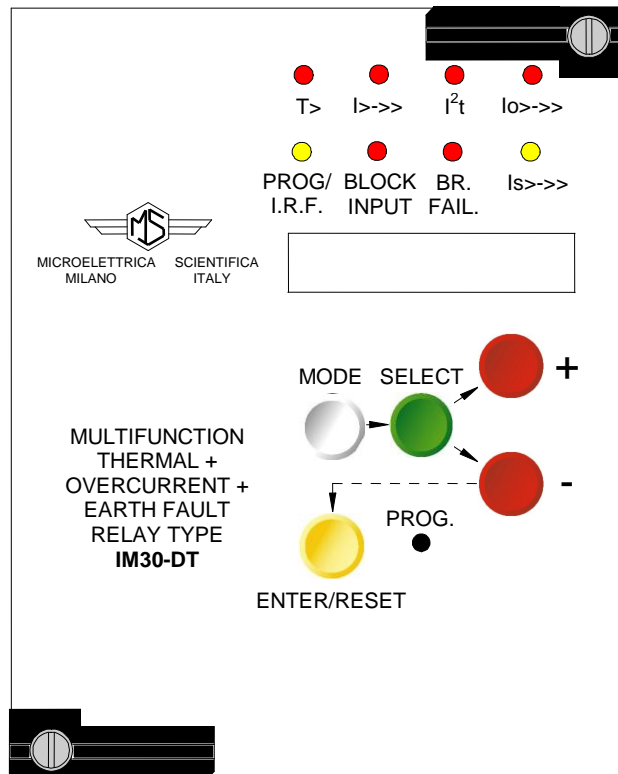 T> I>->> I²t Io>->>
PROG/ I.R.F. BLOCK INPUT BR. FAIL. Is>->>
MS
MICROELETTRICA SCIENTIFICA
MILANO ITALY
MODE SELECT +
-
MULTIFUNCTION
THERMAL +
OVERCURRENT +
EARTH FAULT
RELAY TYPE
IM30-DT
PROG.
ENTER/RESET